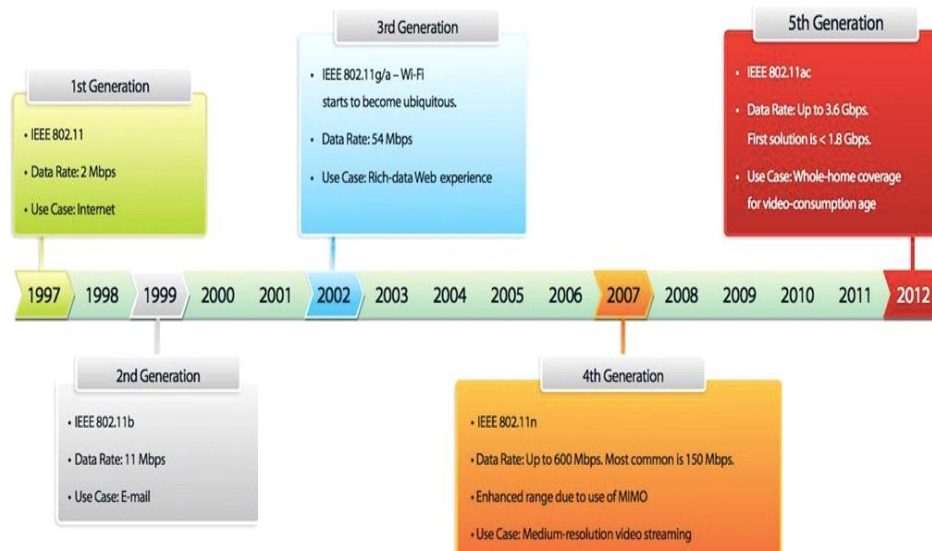 1st Generation
• IEEE 802.11
• Data Rate: 2 Mbps
• Use Case: Internet
3rd Generation
• IEEE 802.11g/a – Wi-Fi
starts to become ubiquitous.
• Data Rate: 54 Mbps
• Use Case: Rich-data Web experience
5th Generation
• IEEE 802.11ac
• Data Rate: Up to 3.6 Gbps.
First solution is < 1.8 Gbps.
• Use Case: Whole-home coverage
for video-consumption age
1997 1998 1999 2000 2001 2002 2003 2004 2005 2006 2007 2008 2009 2010 2011 2012
2nd Generation
• IEEE 802.11b
• Data Rate: 11 Mbps
• Use Case: E-mail
4th Generation
• IEEE 802.11n
• Data Rate: Up to 600 Mbps. Most common is 150 Mbps.
• Enhanced range due to use of MIMO
• Use Case: Medium-resolution video streaming